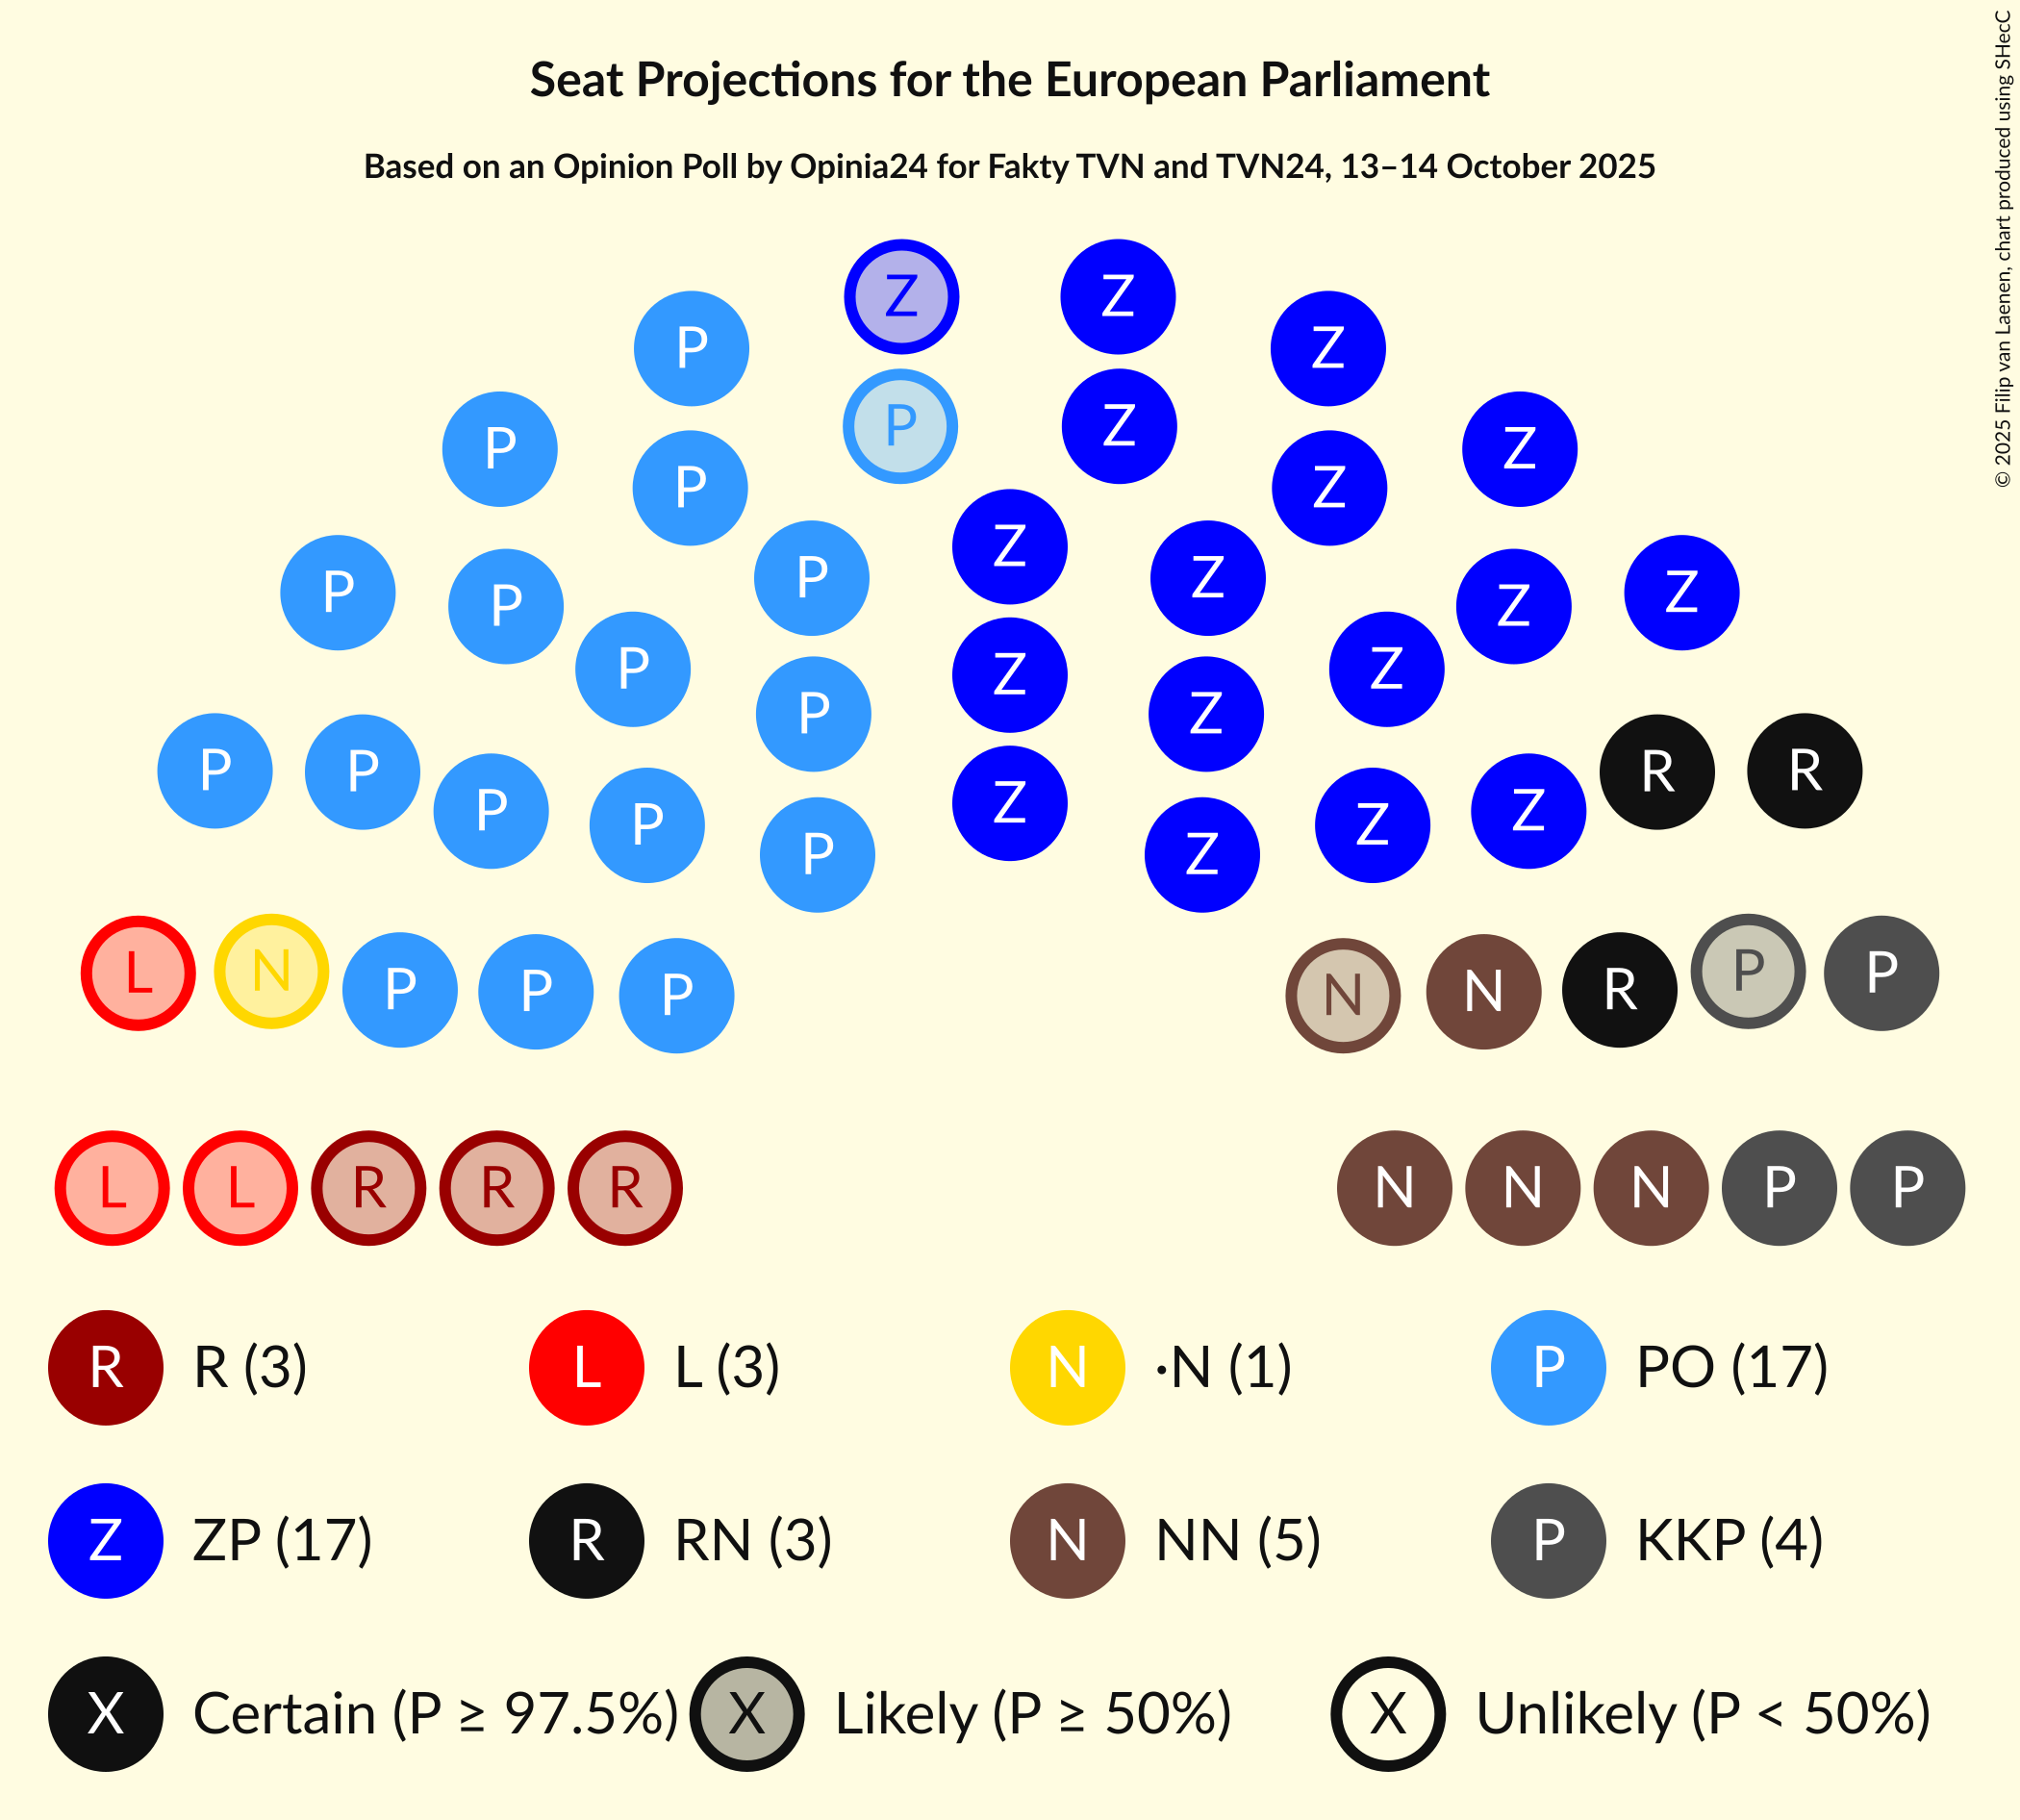 Seat Projections for the European Parliament
Based on an Opinion Poll by Opinia24 for Fakty TVN and TVN24, 13–14 October 2025
© 2025 Filip van Laenen, chart produced using SHecC
Z Z
P Z
P Z
P Z
P Z
P Z
P Z P Z
P P Z Z
P Z
P Z
P P R R
P Z Z
P Z
P Z
L N P P P N N R P P
L L R R R N N N P P
R R (3) L L (3) N ·N (1) P PO (17)
Z ZP (17) R RN (3) N NN (5) P KKP (4)
X Certain (P ≥ 97.5%) X Likely (P ≥ 50%) X Unlikely (P < 50%)